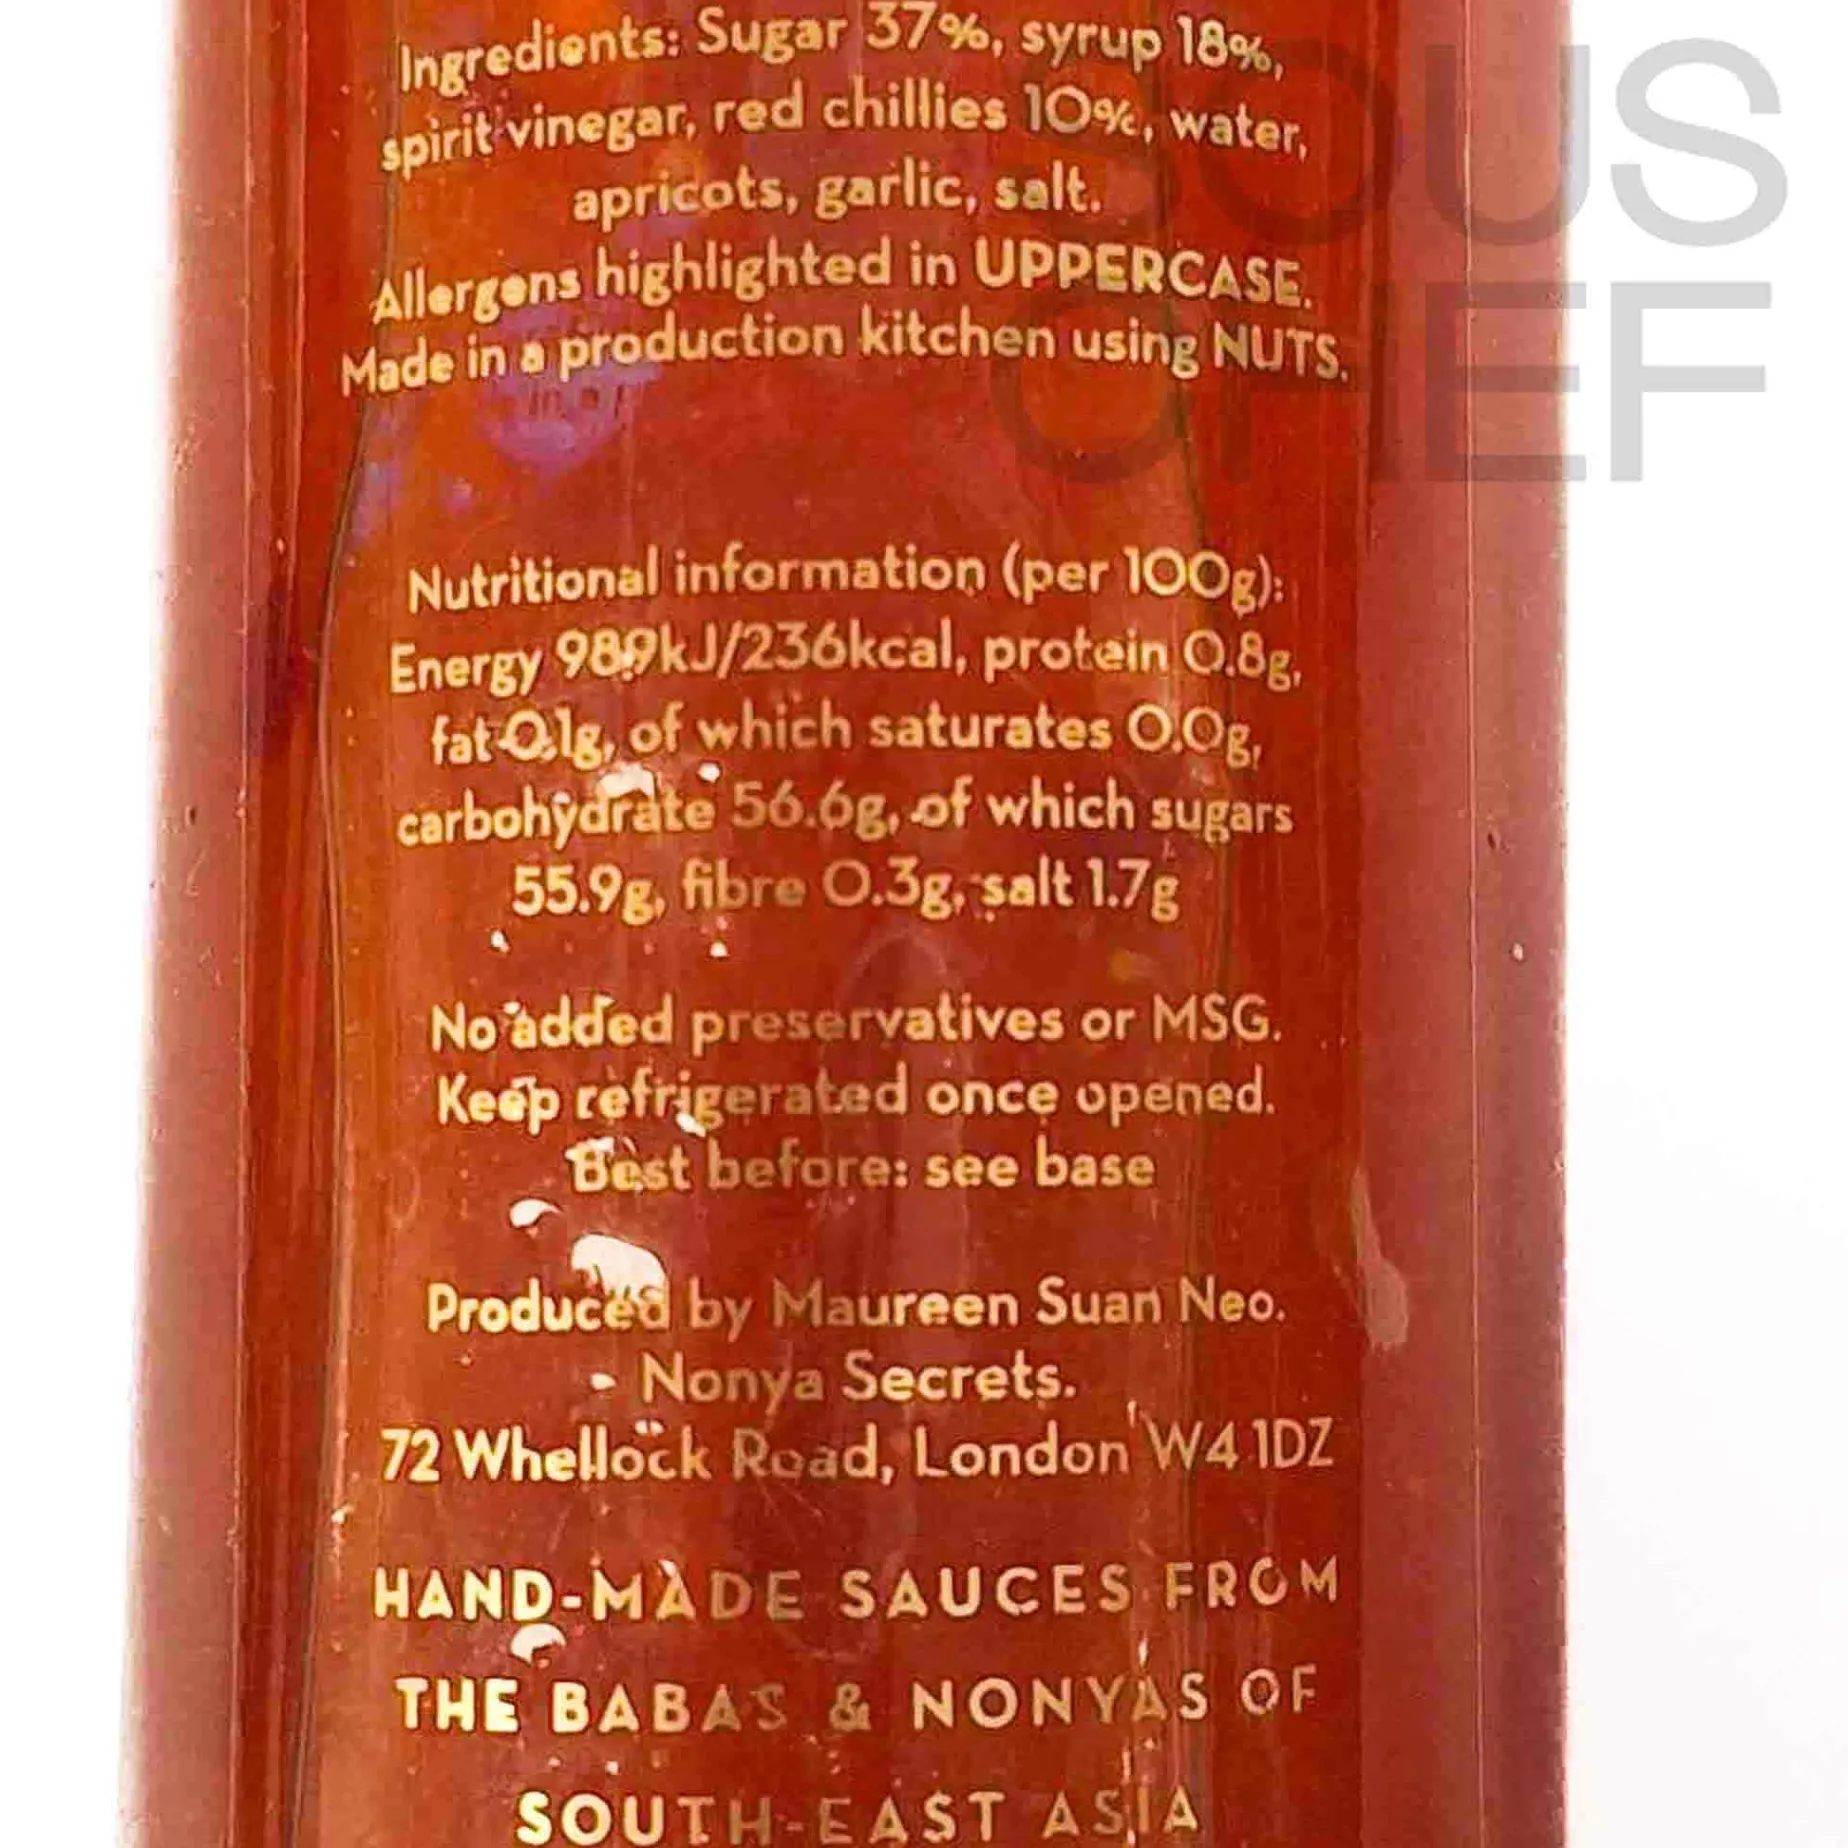 Ingredients: Sugar 37%, syrup 18%,
spirit vinegar, red chillies 10%, water,
apricots, garlic, salt.
Allergens highlighted in UPPERCASE.
Made in a production kitchen using NUTS.
Nutritional information (per 100g):
Energy 989kJ/236kcal, protein 0.8g,
fat 0.1g, of which saturates 0.0g,
carbohydrate 56.6g, of which sugars
55.9g, fibre 0.3g, salt 1.7g
No added preservatives or MSG.
Keep refrigerated once opened.
Best before: see base
Produced by Maureen Suan Neo.
Nonya Secrets.
72 Whellock Road, London W4 1DZ
HAND-MADE SAUCES FROM
THE BABAS & NONYAS OF
SOUTH-EAST ASIA
SOUS
CHEF